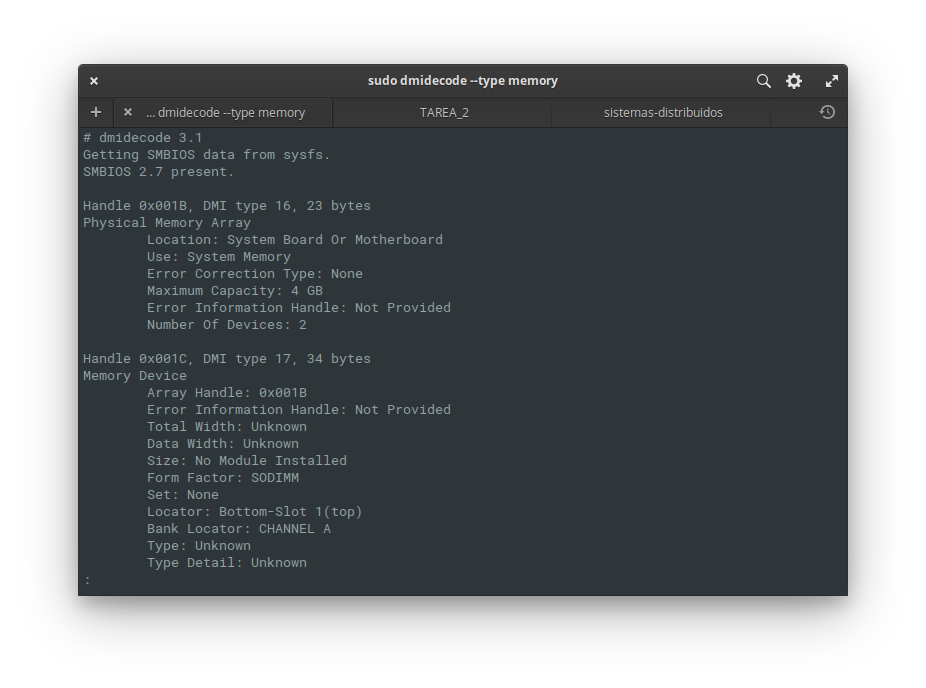 sudo dmidecode --type memory
... dmidecode --type memory
TAREA_2
sistemas-distribuidos
# dmidecode 3.1
Getting SMBIOS data from sysfs.
SMBIOS 2.7 present.
Handle 0x001B, DMI type 16, 23 bytes
Physical Memory Array
Location: System Board Or Motherboard
Use: System Memory
Error Correction Type: None
Maximum Capacity: 4 GB
Error Information Handle: Not Provided
Number Of Devices: 2
Handle 0x001C, DMI type 17, 34 bytes
Memory Device
Array Handle: 0x001B
Error Information Handle: Not Provided
Total Width: Unknown
Data Width: Unknown
Size: No Module Installed
Form Factor: SODIMM
Set: None
Locator: Bottom-Slot 1(top)
Bank Locator: CHANNEL A
Type: Unknown
Type Detail: Unknown
: